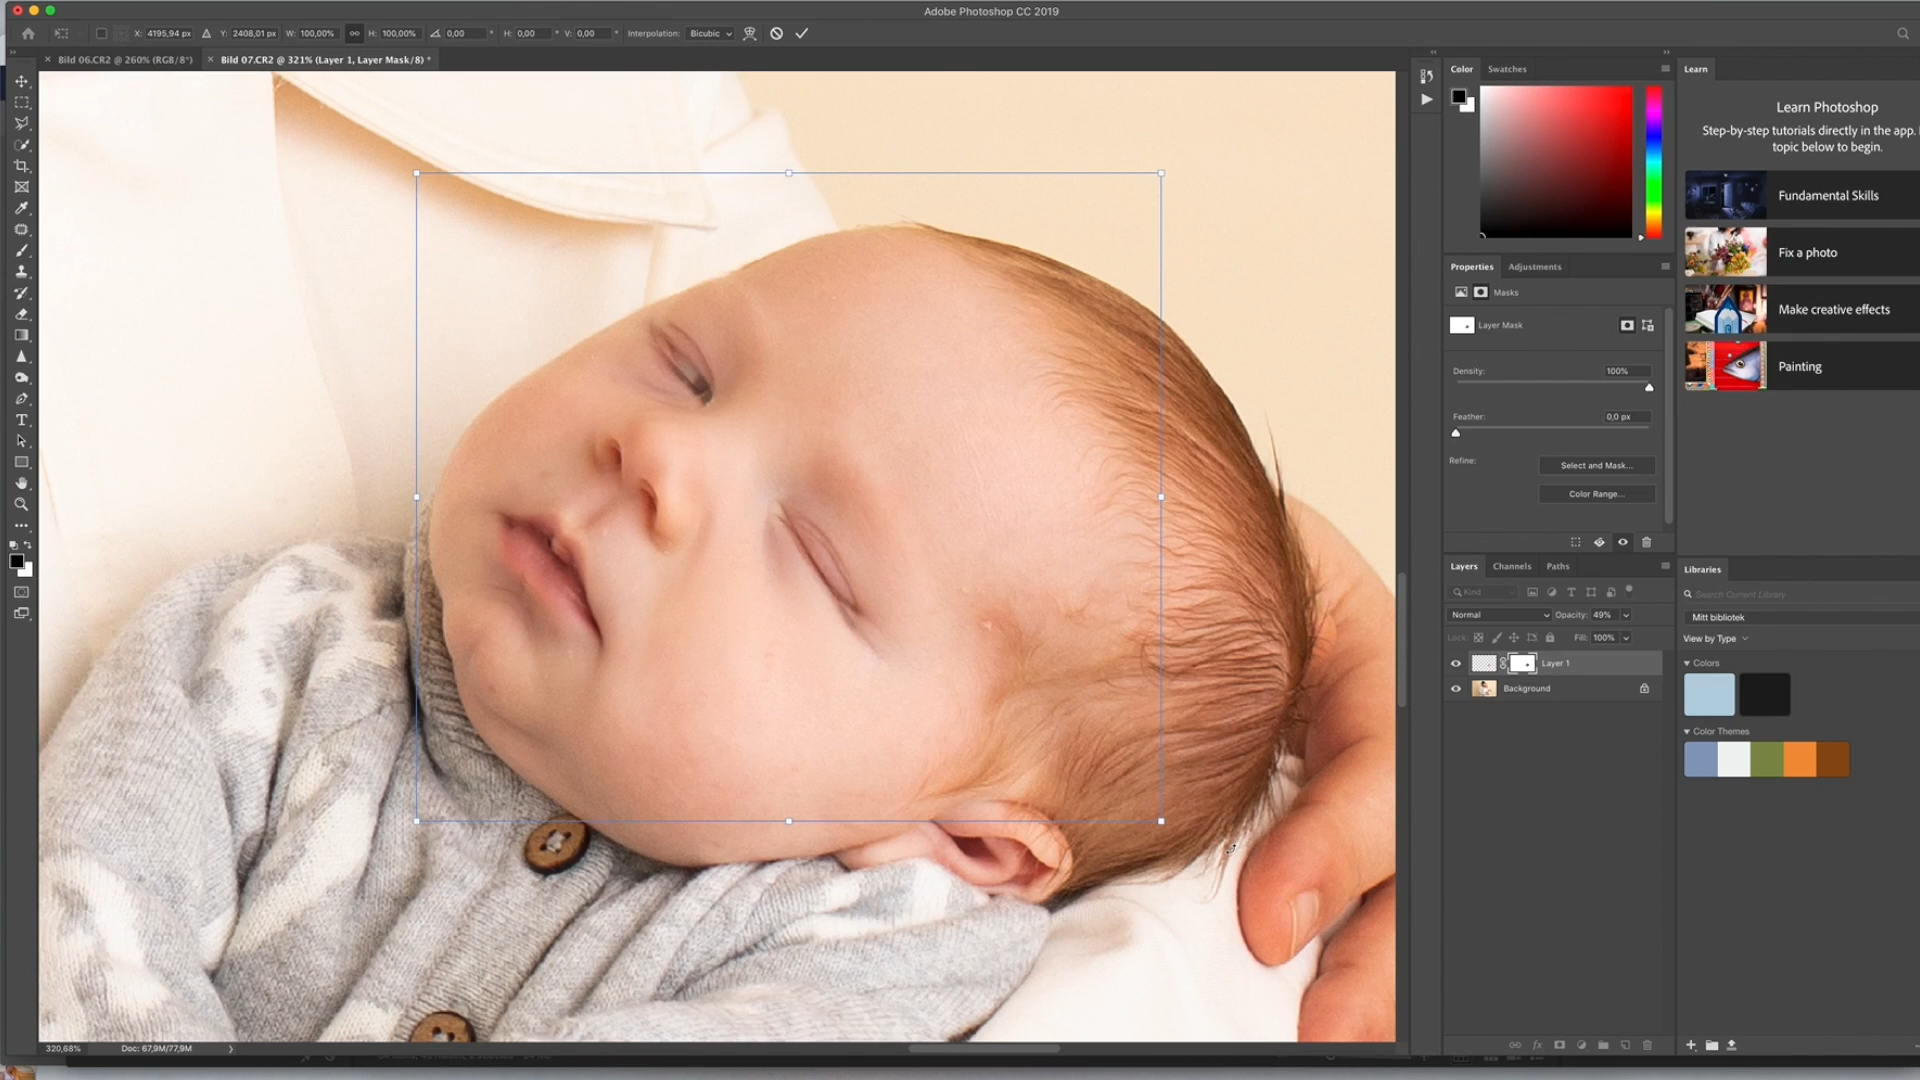 Adobe Photoshop CC 2019
X: 4195,94 px Y: 2408,01 px W: 100,00% H: 100,00% 0,00 ° H: 0,00 ° V: 0,00 ° Interpolation: Bicubic
Bild 06.CR2 @ 260% (RGB/8*)
Bild 07.CR2 @ 321% (Layer 1, Layer Mask/8) *
Color Swatches
Properties Adjustments
Masks
Layer Mask
Density: 100%
Feather: 0,0 px
Refine: Select and Mask...
Color Range...
Layers Channels Paths
Kind
Normal Opacity: 49%
Lock: Fill: 100%
Layer 1
Background
Learn
Learn Photoshop
Step-by-step tutorials directly in the app.
topic below to begin.
Fundamental Skills
Fix a photo
Make creative effects
Painting
Libraries
Search Current Library
Mitt bibliotek
View by Type
Colors
Color Themes
320,68% Doc: 67,9M/77,9M